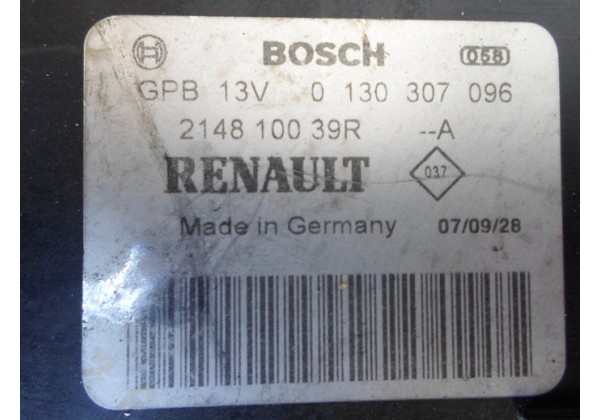 BOSCH 058
GPB 13V 0 130 307 096
2148 100 39R --A
RENAULT 037
Made in Germany 07/09/28